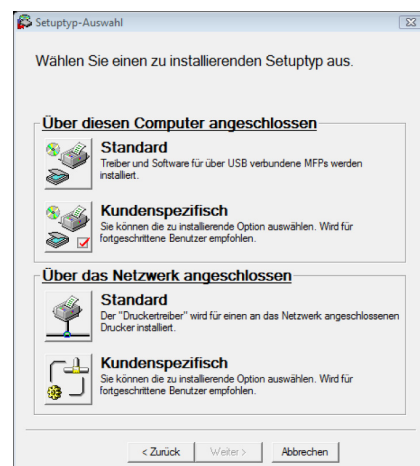 Setuptyp-Auswahl
Wählen Sie einen zu installierenden Setuptyp aus.
Über diesen Computer angeschlossen
Standard
Treiber und Software für über USB verbundene MFPs werden
installiert.
Kundenspezifisch
Sie können die zu installierende Option auswählen. Wird für
fortgeschrittene Benutzer empfohlen.
Über das Netzwerk angeschlossen
Standard
Der "Druckertreiber" wird für einen an das Netzwerk angeschlossenen
Drucker installiert.
Kundenspezifisch
Sie können die zu installierende Option auswählen. Wird für
fortgeschrittene Benutzer empfohlen.
< Zurück Weiter > Abbrechen